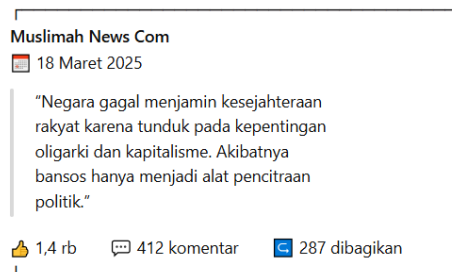 Muslimah News Com
18 Maret 2025
“Negara gagal menjamin kesejahteraan
rakyat karena tunduk pada kepentingan
oligarki dan kapitalisme. Akibatnya
bansos hanya menjadi alat pencitraan
politik.”
1,4 rb 412 komentar 287 dibagikan